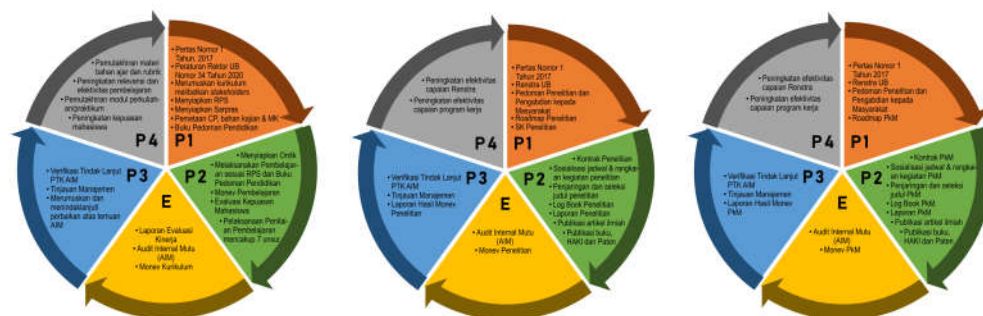 • Pemutakhiran materi
bahan ajar dan rubrik
• Peningkatan relevansi dan
efektivitas pembelajaran
• Pemutakhiran modul perkuliah-
an/praktikum
• Peningkatan kepuasan
mahasiswa
P4
• Pertas Nomor 1
Tahun, 2017
• Peraturan Rektor UB
Nomor 34 Tahun 2020
• Merumuskan kurikulum
melibatkan stakeholders
• Menyiapkan RPS
• Menyiapkan Sarpras
• Pemetaan CP, bahan kajian & MK
• Buku Pedoman Pendidikan
P1
• Menyiapkan Ordik
• Melaksanakan Pembelajar-
an sesuai RPS dan Buku
Pedoman Pendidikan
• Monev Pembelajaran
• Evaluasi Kepuasan
Mahasiswa
• Pelaksanaan Penilai-
an Pembelajaran
mencakup 7 unsur
P2
E
• Laporan Evaluasi
Kinerja
• Audit Internal Mutu
(AIM)
• Monev Kurikulum
P3
• Verifikasi Tindak Lanjut
PTK AIM
• Tinjauan Manajemen
• Merumuskan dan
menindaklanjuti
perbaikan atas temuan
AIM
• Peningkatan efektivitas
capaian Renstra
• Peningkatan efektivitas
capaian program kerja
P4
• Pertas Nomor 1
Tahun 2017
• Renstra UB
• Pedoman Penelitian dan
Pengabdian kepada
Masyarakat
• Roadmap Penelitian
• SK Penelitian
P1
• Kontrak Penelitian
• Sosialisasi jadwal & rangkai-
an kegiatan penelitian
• Penjaringan dan seleksi
judul penelitian
• Log Book Penelitian
• Laporan Penelitian
• Publikasi artikel ilmiah
• Publikasi buku,
HAKI dan Paten
P2
E
• Audit Internal Mutu
(AIM)
• Monev Penelitian
P3
• Verifikasi Tindak Lanjut
PTK AIM
• Tinjauan Manajemen
• Laporan Hasil Monev
Penelitian
• Peningkatan efektivitas
capaian Renstra
• Peningkatan efektivitas
capaian program kerja
P4
• Pertas Nomor 1
Tahun 2017
• Renstra UB
• Pedoman Penelitian dan
Pengabdian kepada
Masyarakat
• Roadmap PkM
P1
• Kontrak PkM
• Sosialisasi jadwal & rangkai-
an kegiatan PkM
• Penjaringan dan seleksi
judul PkM
• Log Book PkM
• Laporan PkM
• Publikasi artikel ilmiah
• Publikasi buku,
HAKI dan Paten
P2
E
• Audit Internal Mutu
(AIM)
• Monev PkM
P3
• Verifikasi Tindak Lanjut
PTK AIM
• Tinjauan Manajemen
• Laporan Hasil Monev
PkM